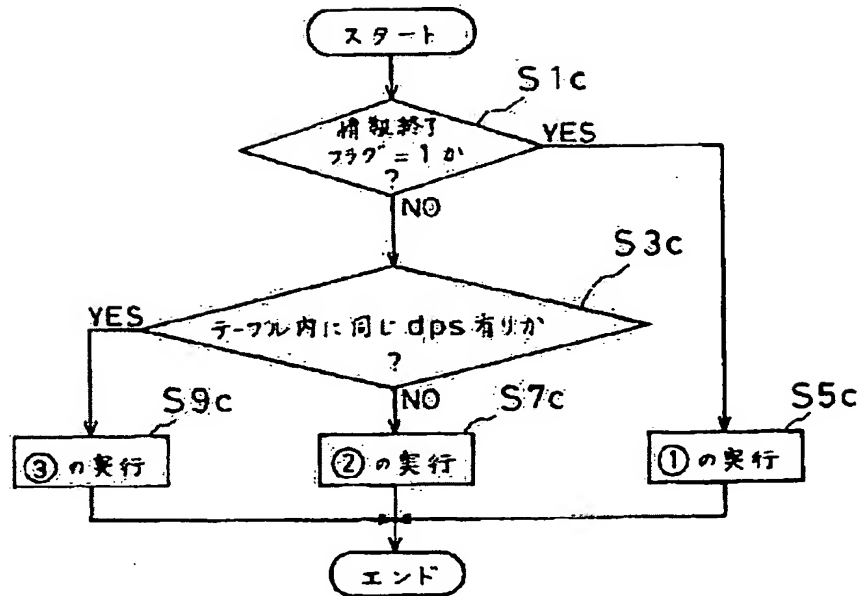 スタート
S1c
情報終了
フラグ=1か
?
YES
NO
S3c
テーブル内に同じdps有りか
?
YES
NO
S9c
③の実行
S7c
②の実行
S5c
①の実行
エンド